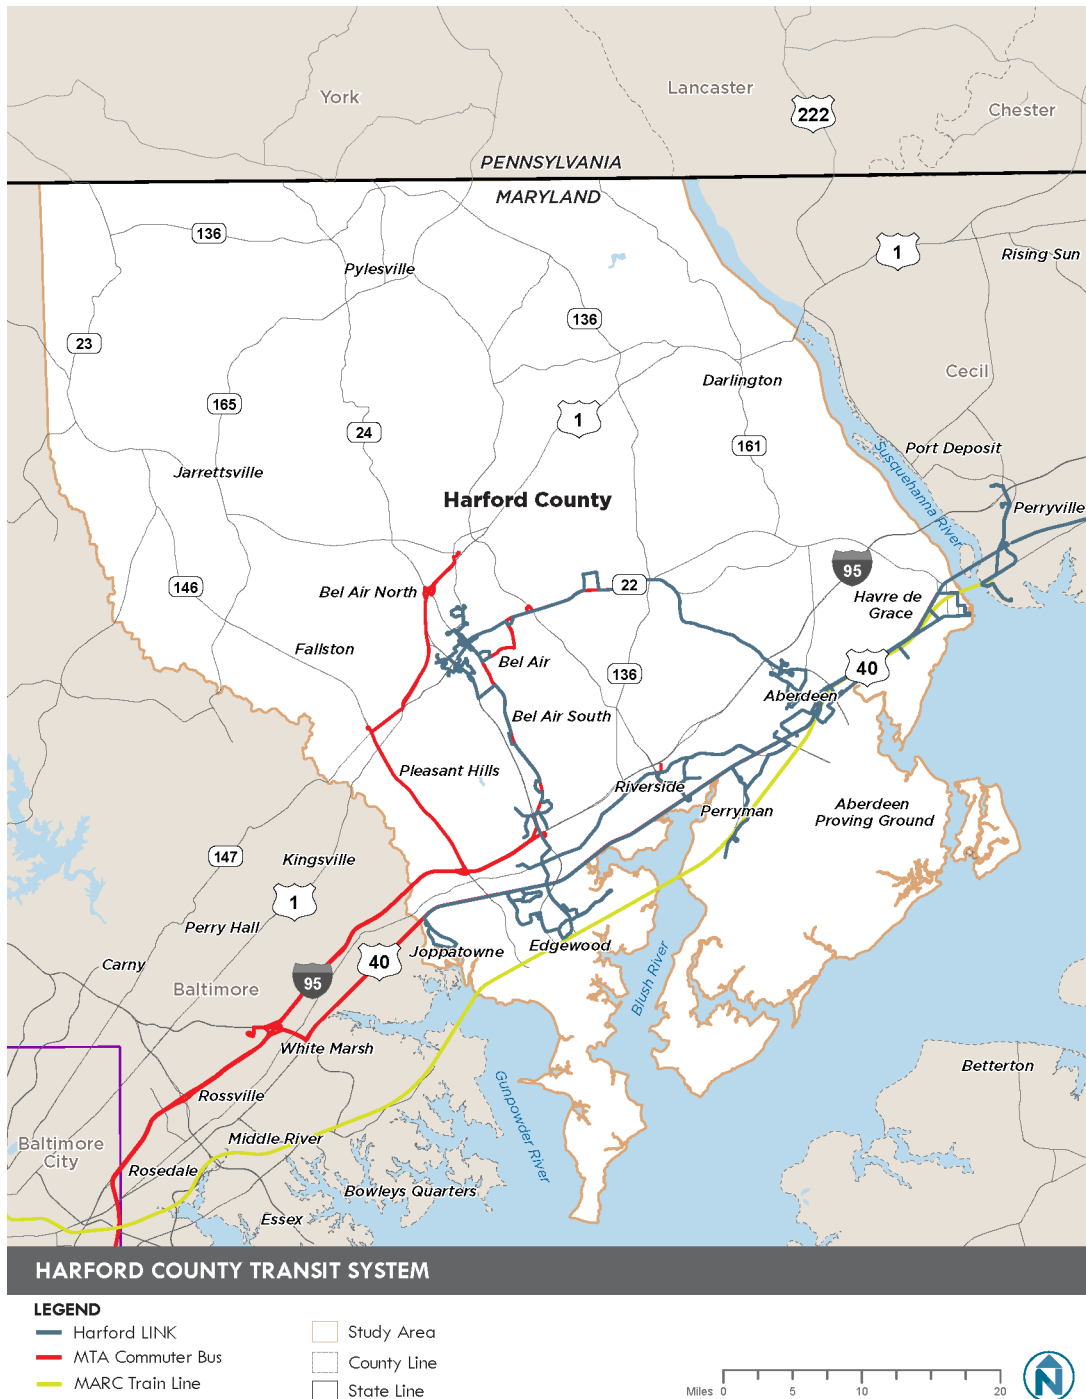 York
Lancaster
222
Chester
PENNSYLVANIA
MARYLAND
136
1
Rising Sun
Pylesville
136
23
Cecil
Darlington
165
1
24
161
Port Deposit
Jarrettsville
Susquehanna River
Harford County
Perryville
95
22
146
Bel Air North
Havre de
Grace
Fallston
Bel Air
40
136
Aberdeen
Bel Air South
Pleasant Hills
Riverside
Perryman
Aberdeen
Proving Ground
147
Kingsville
1
Perry Hall
Joppatowne
Edgewood
40
Carny
95
Baltimore
Blush River
White Marsh
Betterton
Rossville
Gunpowder River
Middle River
Baltimore
City
Rosedale
Bowleys Quarters
Essex
HARFORD COUNTY TRANSIT SYSTEM
LEGEND
Harford LINK
MTA Commuter Bus
MARC Train Line
Study Area
County Line
State Line
Miles 0 5 10 20
N